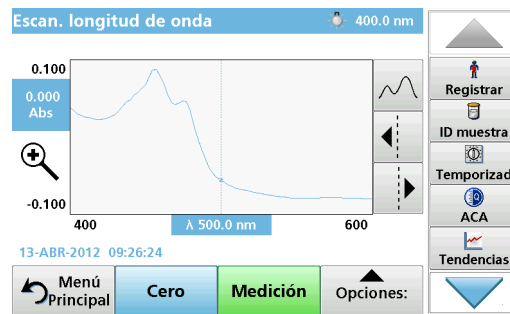 Escan. longitud de onda
400.0 nm
0.100
0.000
Abs
-0.100
400
λ 500.0 nm
600
13-ABR-2012 09:26:24
Menú
Principal
Cero
Medición
Opciones:
Registrar
ID muestra
Temporizad
ACA
Tendencias